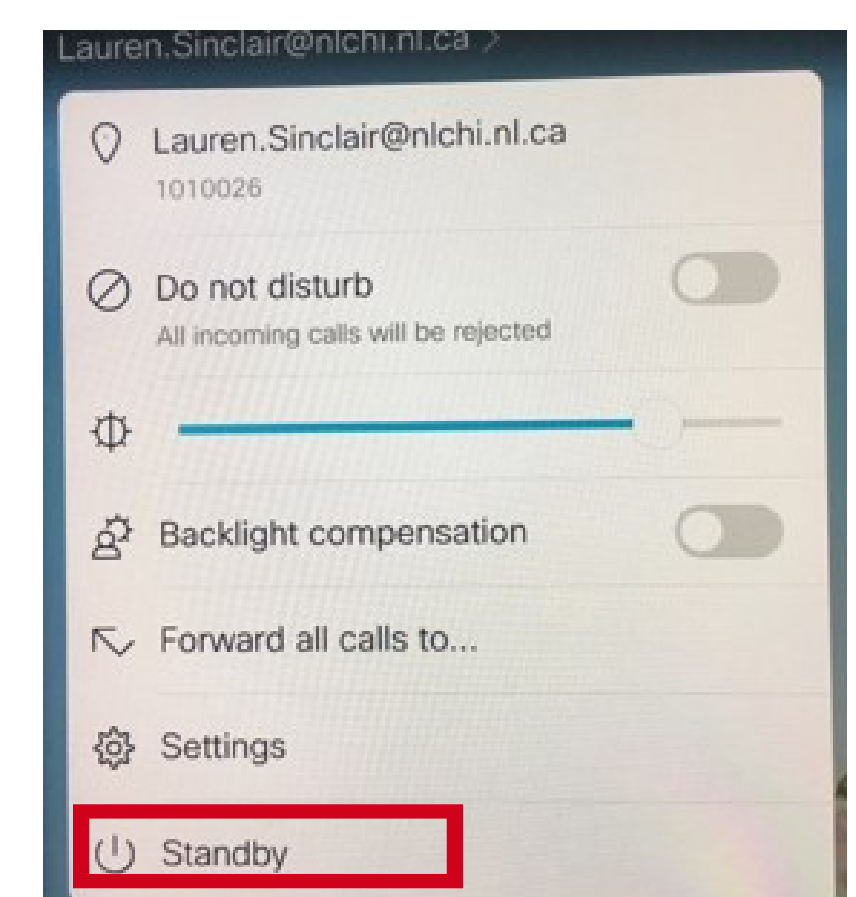 Lauren.Sinclair@nlchi.nl.ca >
Lauren.Sinclair@nlchi.nl.ca
1010026
Do not disturb
All incoming calls will be rejected
Backlight compensation
Forward all calls to...
Settings
Standby